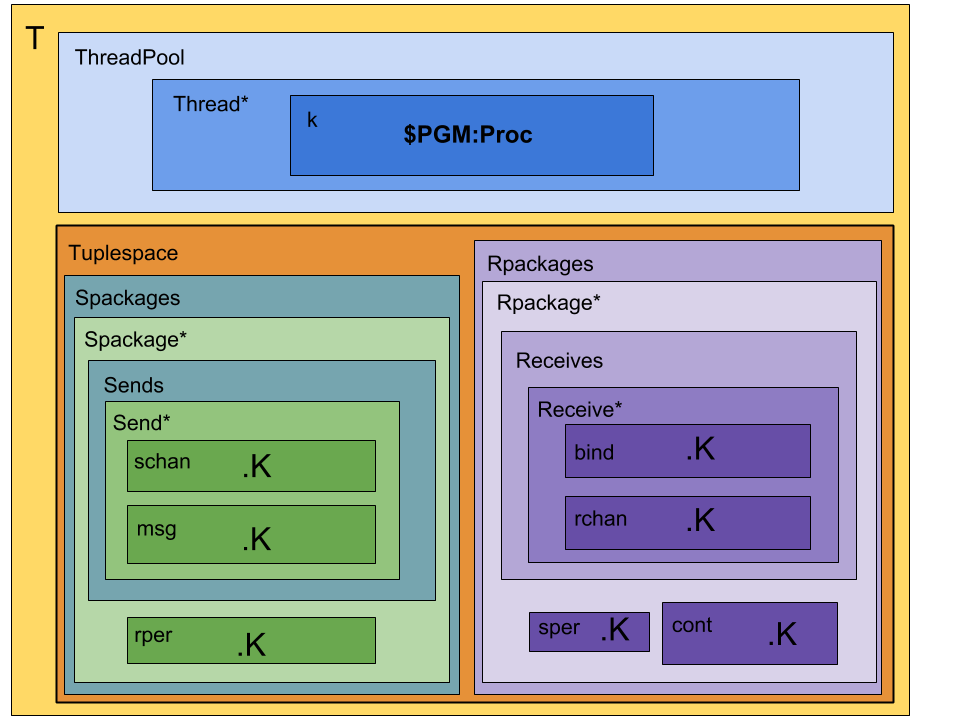 T
ThreadPool
Thread*
k
$PGM:Proc
Tuplespace
Spackages
Spackage*
Sends
Send*
schan .K
msg .K
rper .K
Rpackages
Rpackage*
Receives
Receive*
bind .K
rchan .K
sper .K
cont .K